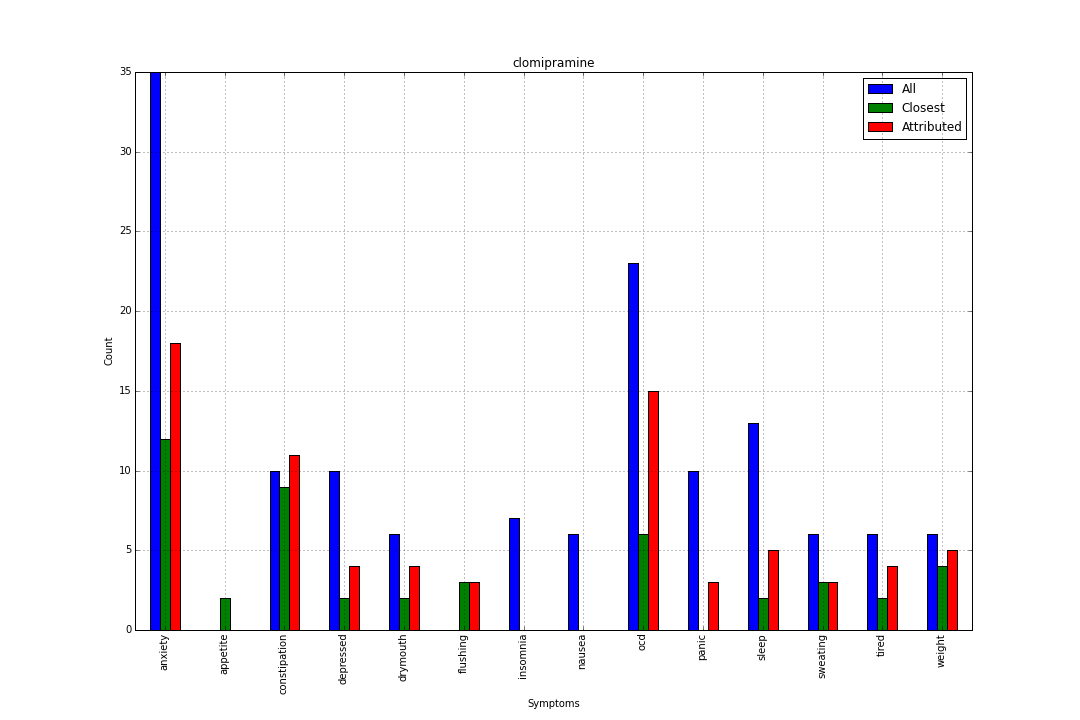 clomipramine
All
Closest
Attributed
35
30
25
20
15
10
5
0
Count
anxiety
appetite
constipation
depressed
drymouth
flushing
insomnia
nausea
ocd
panic
sleep
sweating
tired
weight
Symptoms